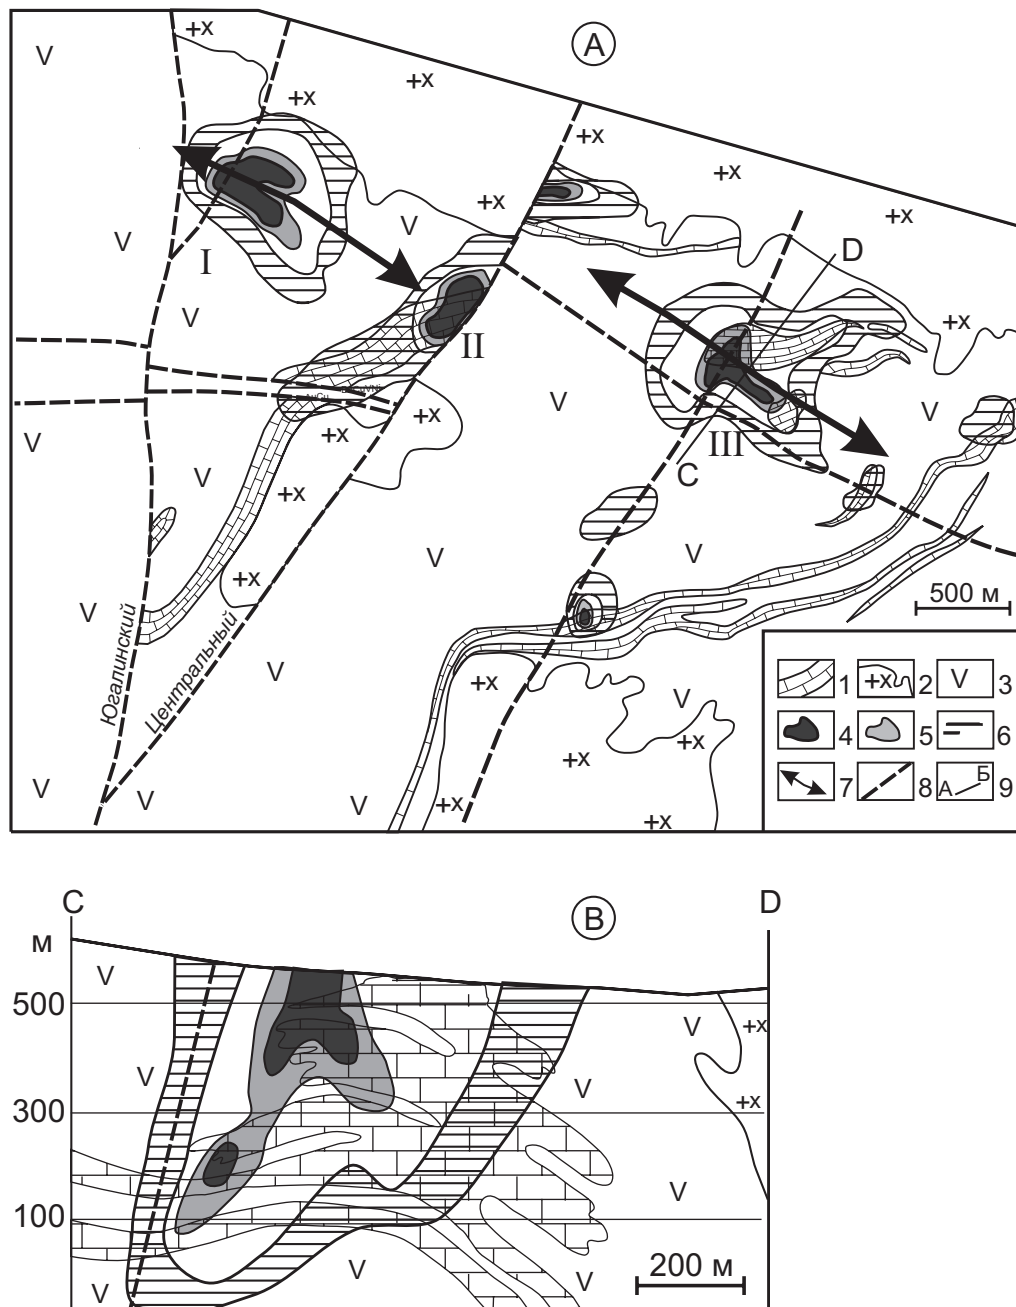 A
+x
V
+x
+x
+x
+x
V
+x
+x
+x
V
V
D
I
V
+x
II
V
V
+x
+x
III
V
V
C
+x
V
V
+x
V
500 м
V
Югалинский
Центральный
V
+x
V
+x
+x
V
V
V
+x
+x
1
+x 2
V 3
4
5
6
7
8
А Б 9
C
B
D
м
V
500
V
+x
V
V
300
+x
V
100
V
V
V
200 м
V